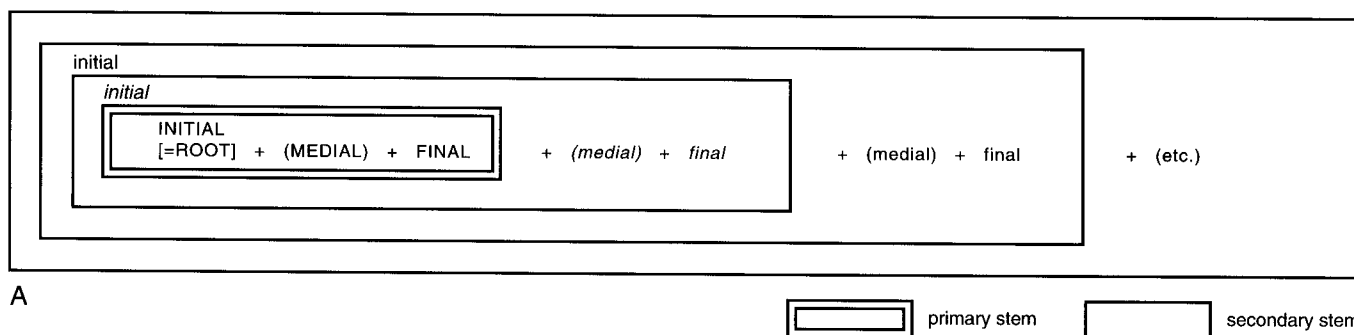 initial
initial
INITIAL
[=ROOT] + (MEDIAL) + FINAL + (medial) + final + (medial) + final + (etc.)
A
primary stem secondary stem